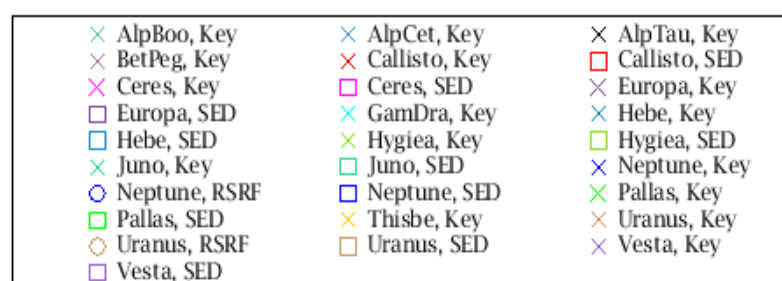 AlpBoo, Key AlpCet, Key AlpTau, Key
BetPeg, Key Callisto, Key Callisto, SED
Ceres, Key Ceres, SED Europa, Key
Europa, SED GamDra, Key Hebe, Key
Hebe, SED Hygiea, Key Hygiea, SED
Juno, Key Juno, SED Neptune, Key
Neptune, RSRF Neptune, SED Pallas, Key
Pallas, SED Thisbe, Key Uranus, Key
Uranus, RSRF Uranus, SED Vesta, Key
Vesta, SED